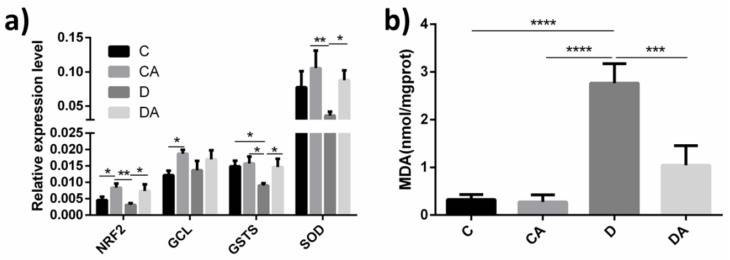 a)
Relative expression level
0.15
0.10
0.05
0.025
0.020
0.015
0.010
0.005
0.000
C
CA
D
DA
* ** *
*
*
* *
** *
NRF2
GCL
GSTS
SOD
b)
MDA(nmol/mgprot)
4
3
2
1
0
****
**** ***
C
CA
D
DA